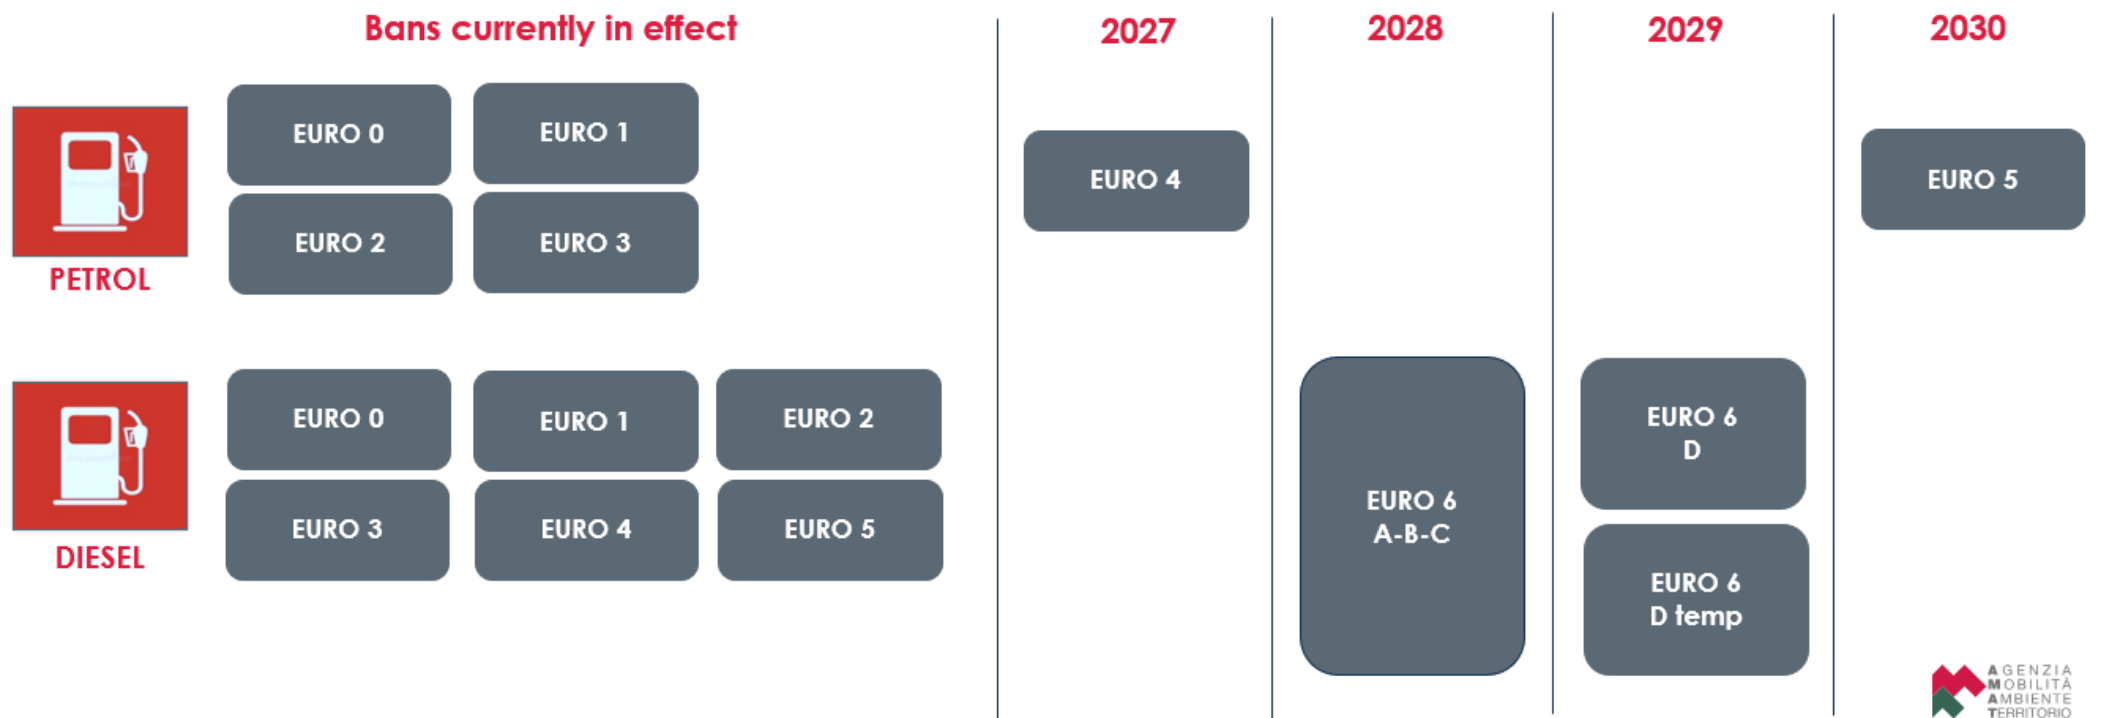 Bans currently in effect
2027
2028
2029
2030
EURO 0
EURO 1
EURO 2
EURO 3
EURO 4
EURO 5
PETROL
EURO 0
EURO 1
EURO 2
EURO 3
EURO 4
EURO 5
EURO 6
A-B-C
EURO 6
D
EURO 6
D temp
DIESEL
AGENZIA
MOBILITÀ
AMBIENTE
TERRITORIO